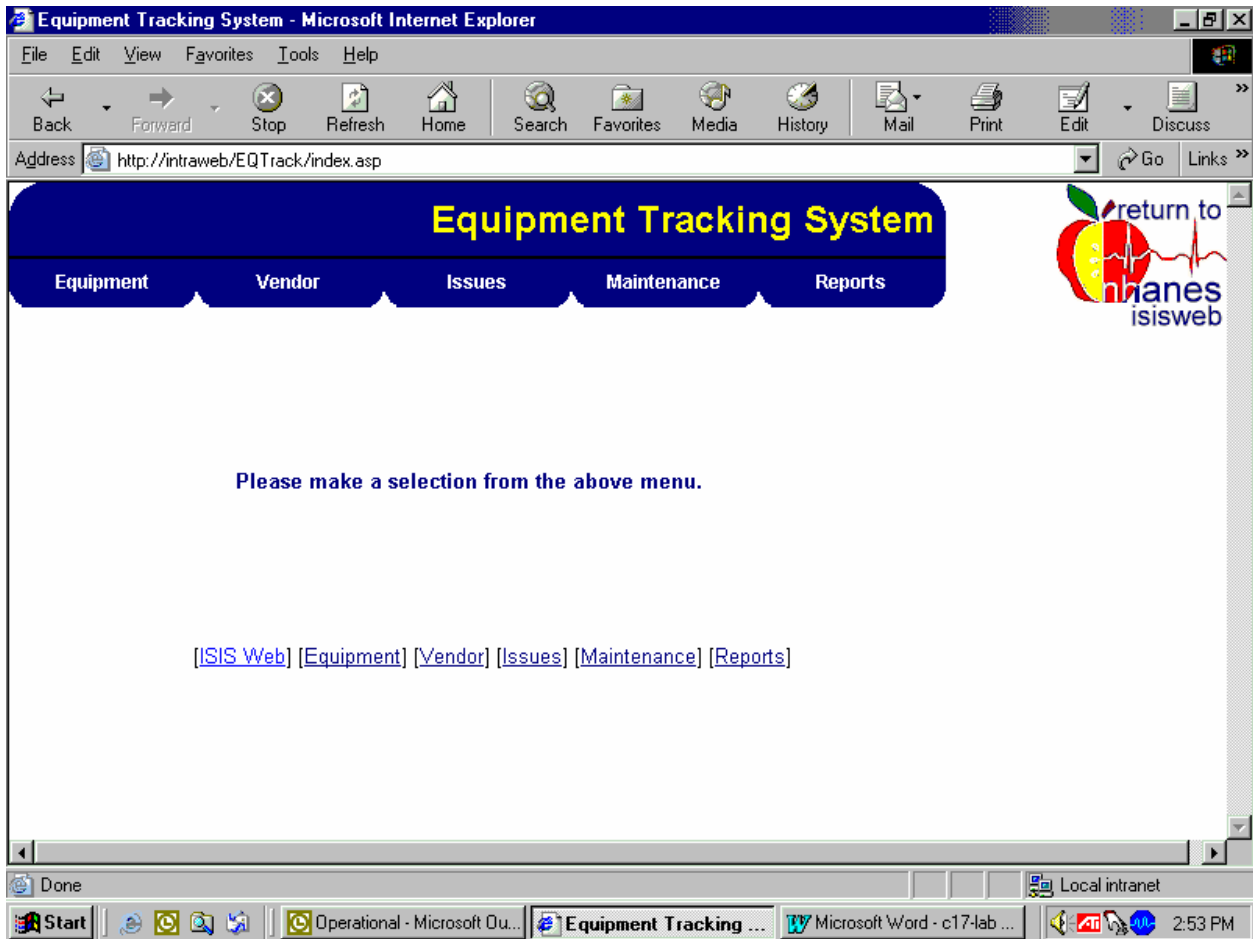 Equipment Tracking System - Microsoft Internet Explorer
File Edit View Favorites Tools Help
Back Forward Stop Refresh Home Search Favorites Media History Mail Print Edit Discuss »
Address http://intraweb/EQTrack/index.asp Go Links »
Equipment Tracking System
return to
nhanes
isisweb
Equipment Vendor Issues Maintenance Reports
Please make a selection from the above menu.
[ISIS Web] [Equipment] [Vendor] [Issues] [Maintenance] [Reports]
Done Local intranet
Start Operational - Microsoft Ou... Equipment Tracking ... Microsoft Word - c17-lab ... ATI 2:53 PM